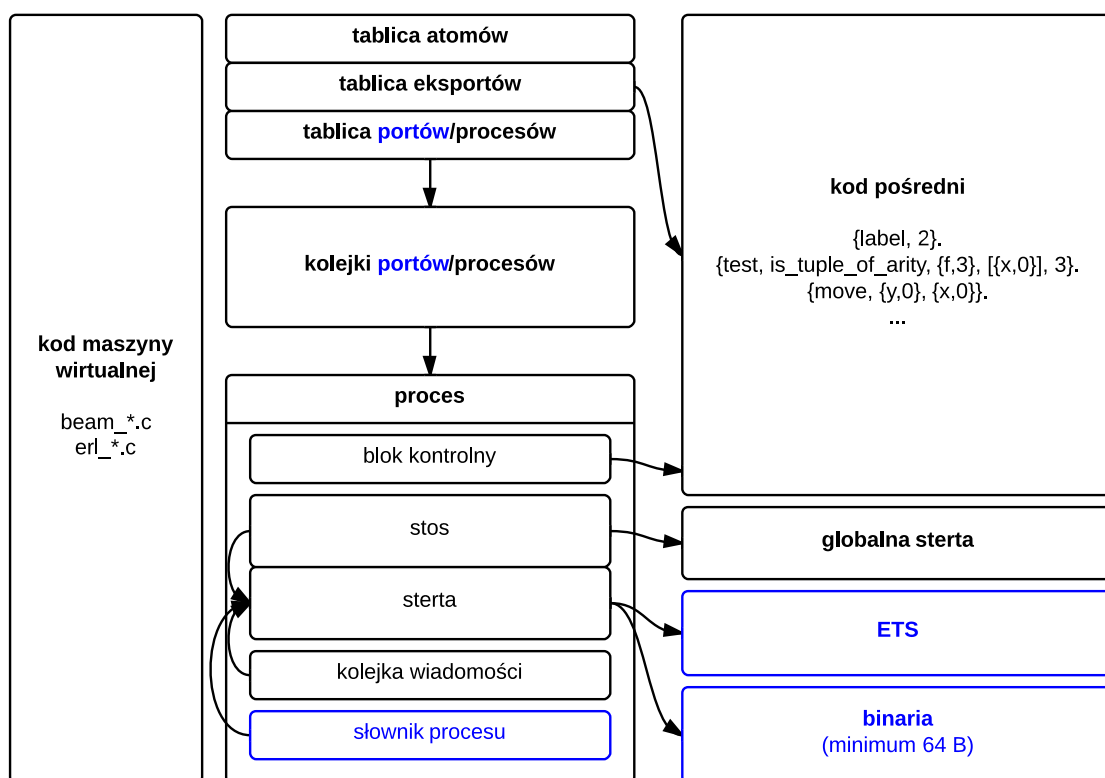 kod maszyny
wirtualnej
beam_*.c
erl_*.c
tablica atomów
tablica eksportów
tablica portów/procesów
kolejki portów/procesów
proces
blok kontrolny
stos
sterta
kolejka wiadomości
słownik procesu
kod pośredni
{label, 2}.
{test, is_tuple_of_arity, {f,3}, [{x,0}], 3}.
{move, {y,0}, {x,0}}.
...
globalna sterta
ETS
binaria
(minimum 64 B)